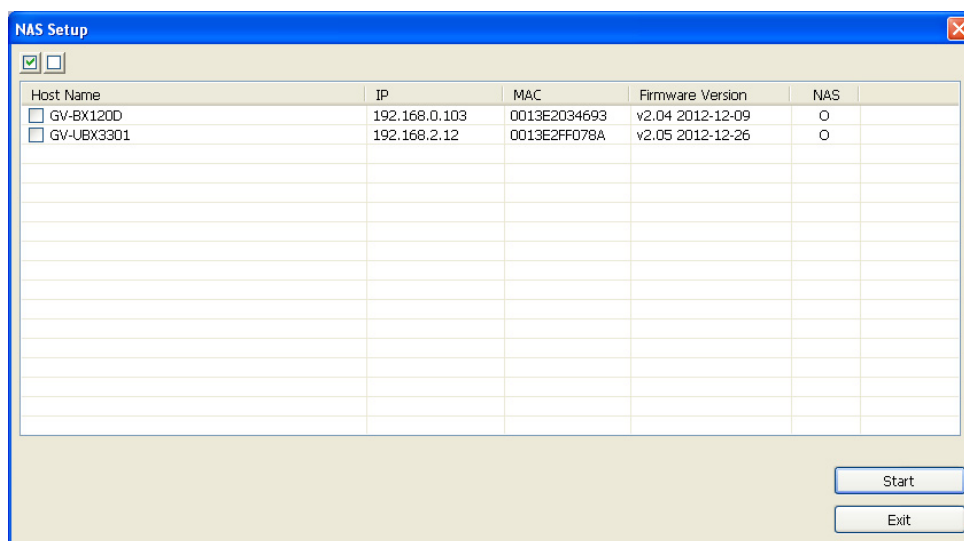 NAS Setup
Host Name IP MAC Firmware Version NAS
GV-BX120D 192.168.0.103 0013E2034693 v2.04 2012-12-09 O
GV-UBX3301 192.168.2.12 0013E2FF078A v2.05 2012-12-26 O
Start
Exit